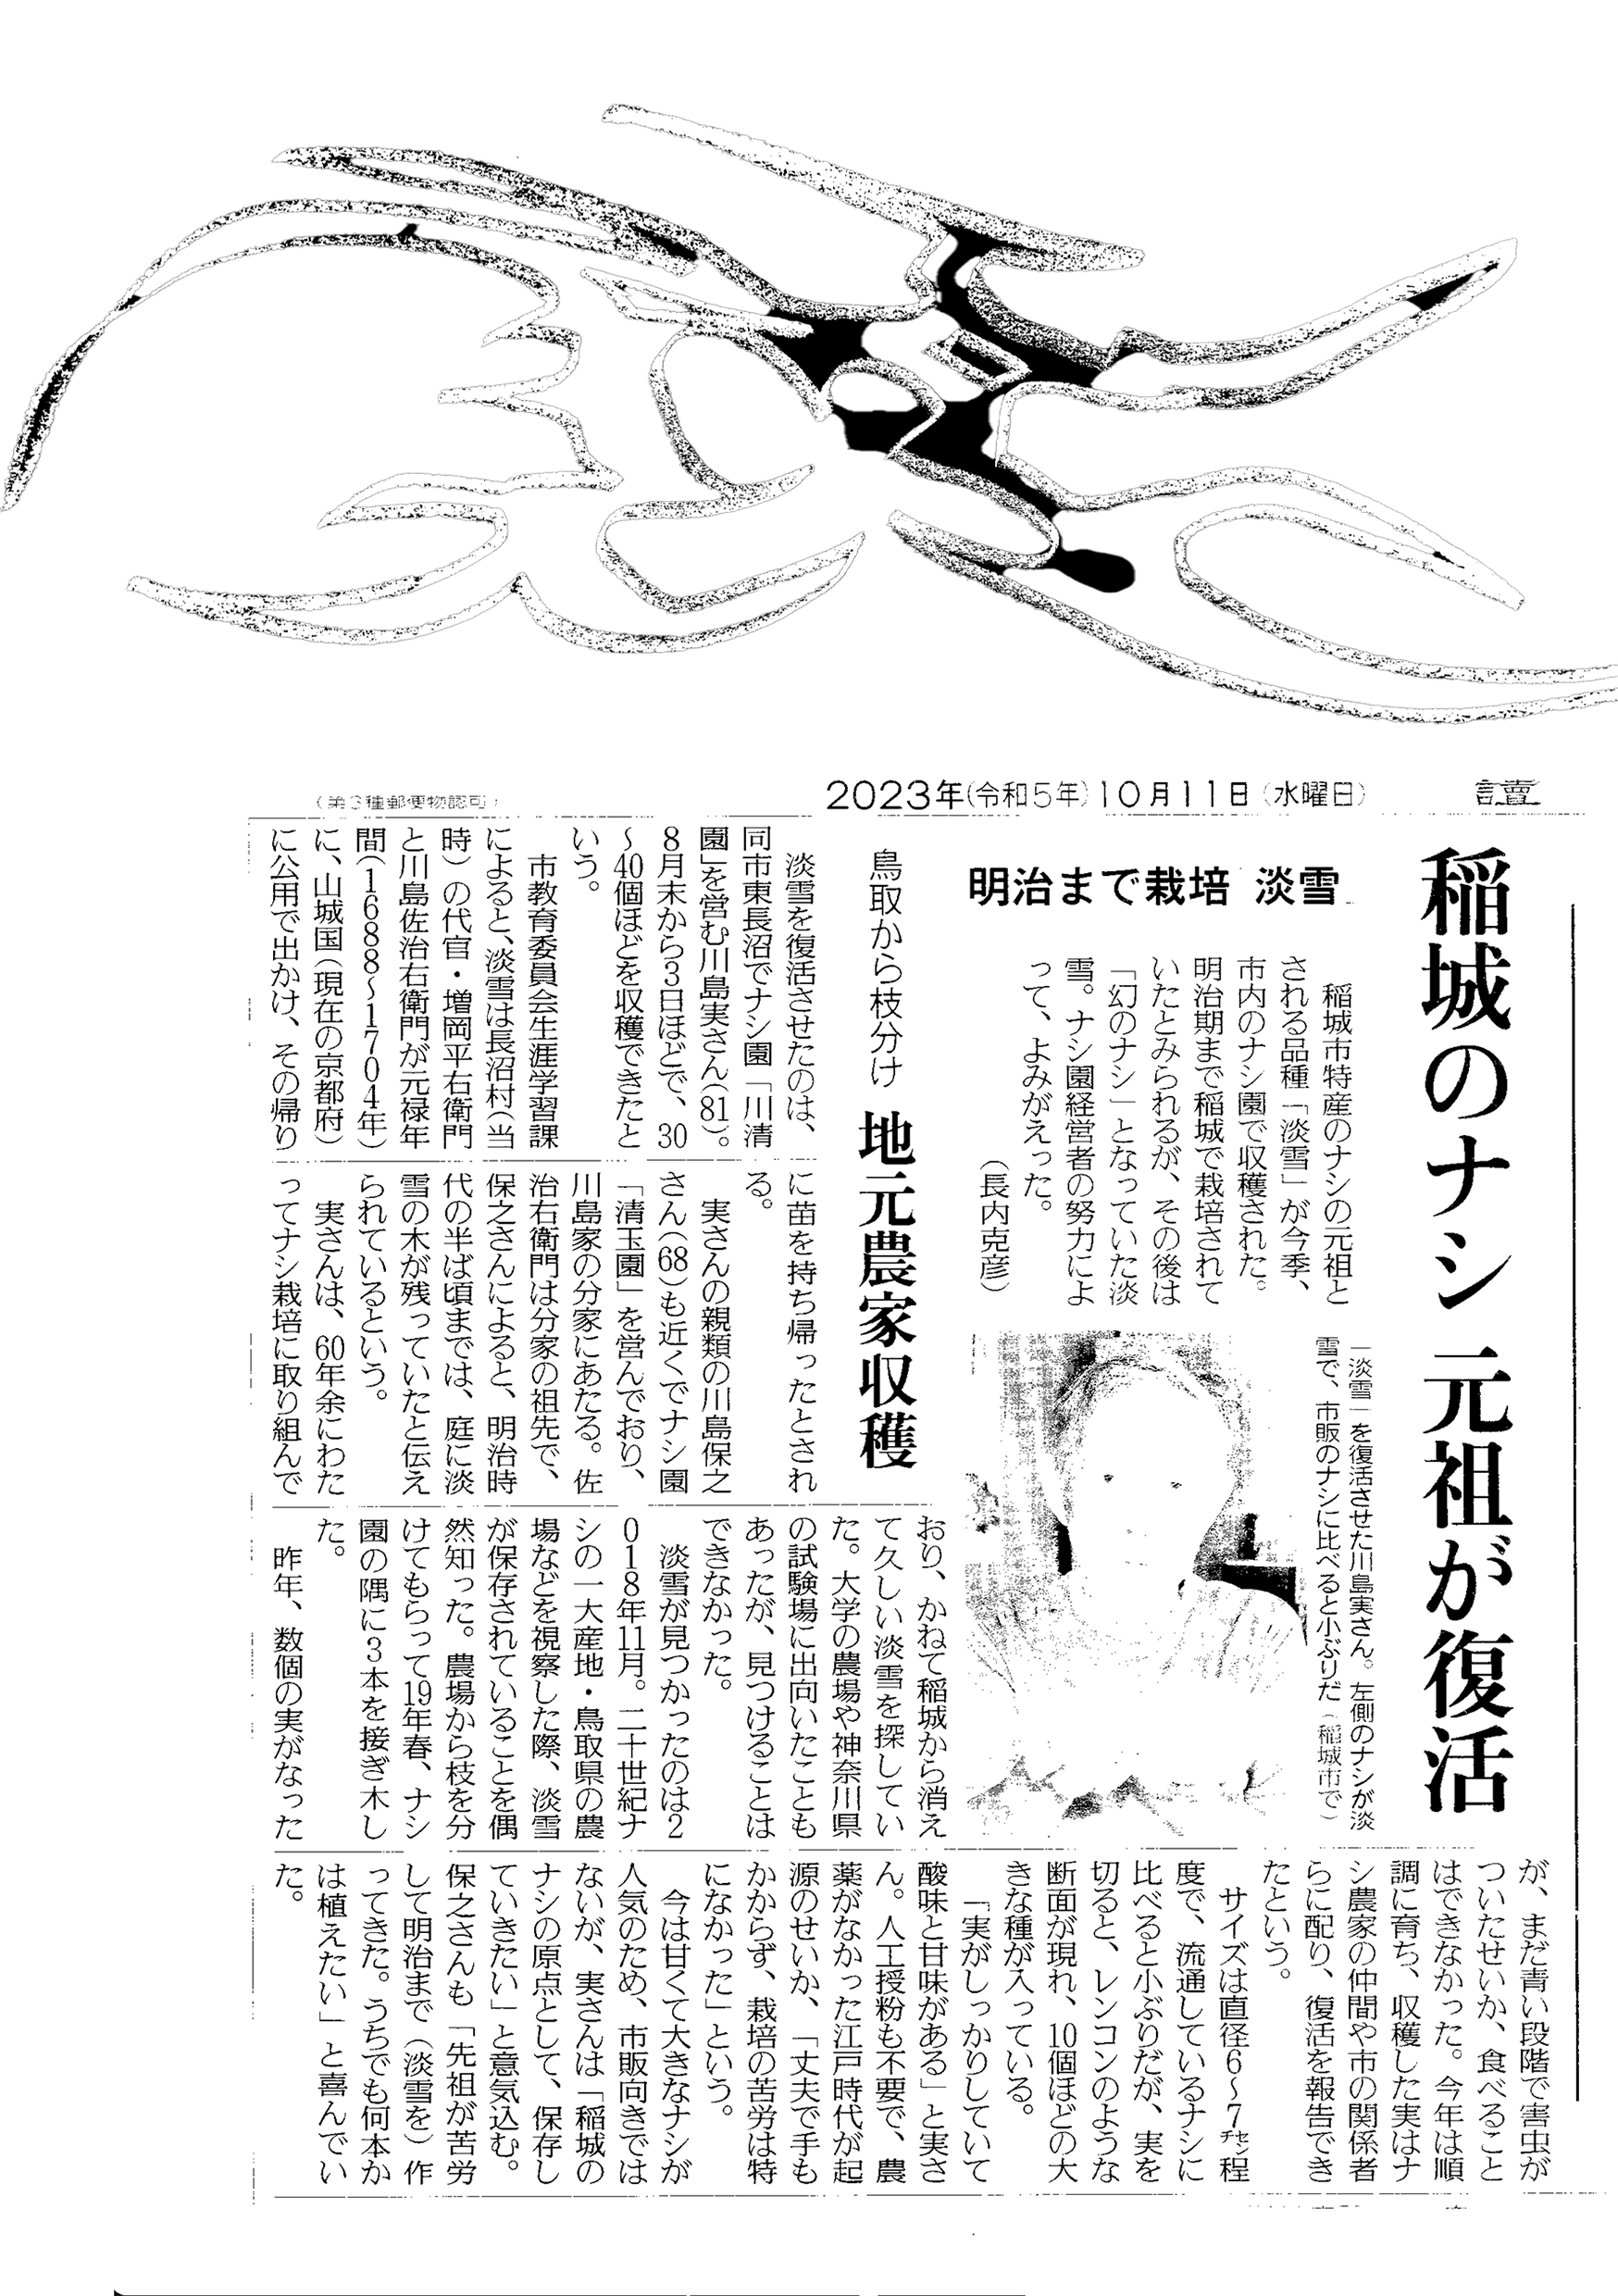 （第3種郵便物認可）
2023年(令和5年)10月11日（水曜日）
讀賣
稲城のナシ 元祖が復活
明治まで栽培 淡雪
稲城市特産のナシの元祖と
される品種「淡雪」が今季、
市内のナシ園で収穫された。
明治期まで稲城で栽培されて
いたとみられるが、その後は
「幻のナシ」となっていた淡
雪。ナシ園経営者の努力によ
って、よみがえった。
（長内克彦）
「淡雪」を復活させた川島実さん。左側のナシが淡
雪で、市販のナシに比べると小ぶりだ（稲城市で）
鳥取から枝分け 地元農家収穫
淡雪を復活させたのは、
同市東長沼でナシ園「川清
園」を営む川島実さん(81)。
8月末から3日ほどで、30
～40個ほどを収穫できたと
いう。
市教育委員会生涯学習課
によると、淡雪は長沼村（当
時）の代官・増岡平右衛門
と川島佐治右衛門が元禄年
間（1688～1704年）
に、山城国（現在の京都府）
に公用で出かけ、その帰り
に苗を持ち帰ったとされ
る。
実さんの親類の川島保之
さん(68)も近くでナシ園
「清玉園」を営んでおり、
川島家の分家にあたる。佐
治右衛門は分家の祖先で、
保之さんによると、明治時
代の半ば頃までは、庭に淡
雪の木が残っていたと伝え
られているという。
実さんは、60年余にわた
ってナシ栽培に取り組んで
おり、かねて稲城から消え
て久しい淡雪を探してい
た。大学の農場や神奈川県
の試験場に出向いたことも
あったが、見つけることは
できなかった。
淡雪が見つかったのは2
018年11月。二十世紀ナ
シの一大産地・鳥取県の農
場などを視察した際、淡雪
が保存されていることを偶
然知った。農場から枝を分
けてもらって19年春、ナシ
園の隅に3本を接ぎ木し
た。
昨年、数個の実がなった
が、まだ青い段階で害虫が
ついたせいか、食べること
はできなかった。今年は順
調に育ち、収穫した実はナ
シ農家の仲間や市の関係者
らに配り、復活を報告でき
たという。
サイズは直径6～7㌢程
度で、流通しているナシに
比べると小ぶりだが、実を
切ると、レンコンのような
断面が現れ、10個ほどの大
きな種が入っている。
「実がしっかりしていて
酸味と甘味がある」と実さ
ん。人工授粉も不要で、農
薬がなかった江戸時代が起
源のせいか、「丈夫で手も
かからず、栽培の苦労は特
になかった」という。
今は甘くて大きなナシが
人気のため、市販向きでは
ないが、実さんは「稲城の
ナシの原点として、保存し
ていきたい」と意気込む。
保之さんも「先祖が苦労
して明治まで（淡雪を）作
ってきた。うちでも何本か
は植えたい」と喜んでい
た。